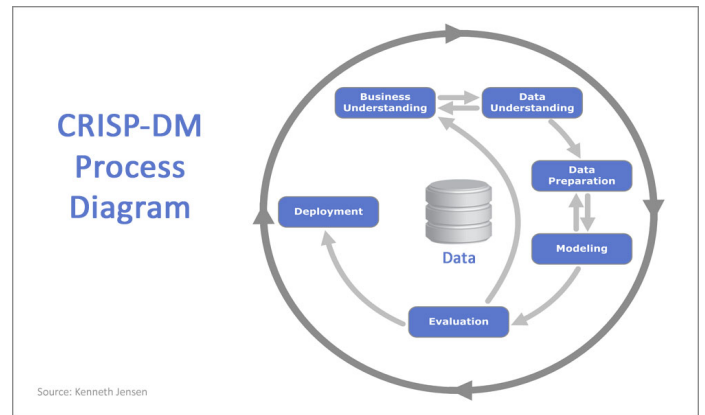 CRISP-DM
Process
Diagram
Business
Understanding
Data
Understanding
Data
Preparation
Modeling
Evaluation
Deployment
Data
Source: Kenneth Jensen